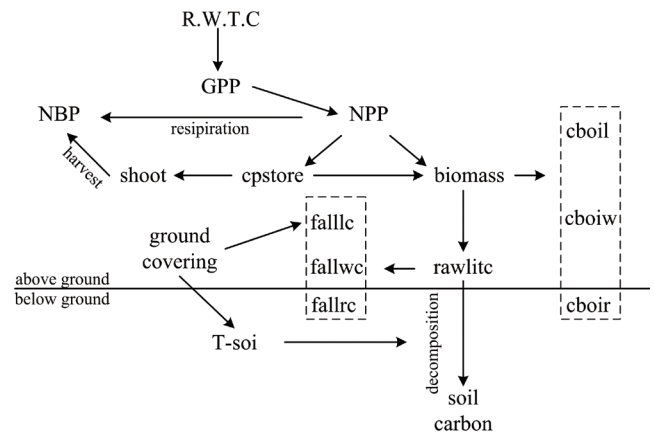 R.W.T.C
GPP
NBP
NPP
resipiration
cboil
harvest
shoot
cpstore
biomass
falllc
cboiw
ground
covering
fallwc
rawlitc
above ground
below ground
fallrc
cboir
T-soi
decomposition
soil
carbon